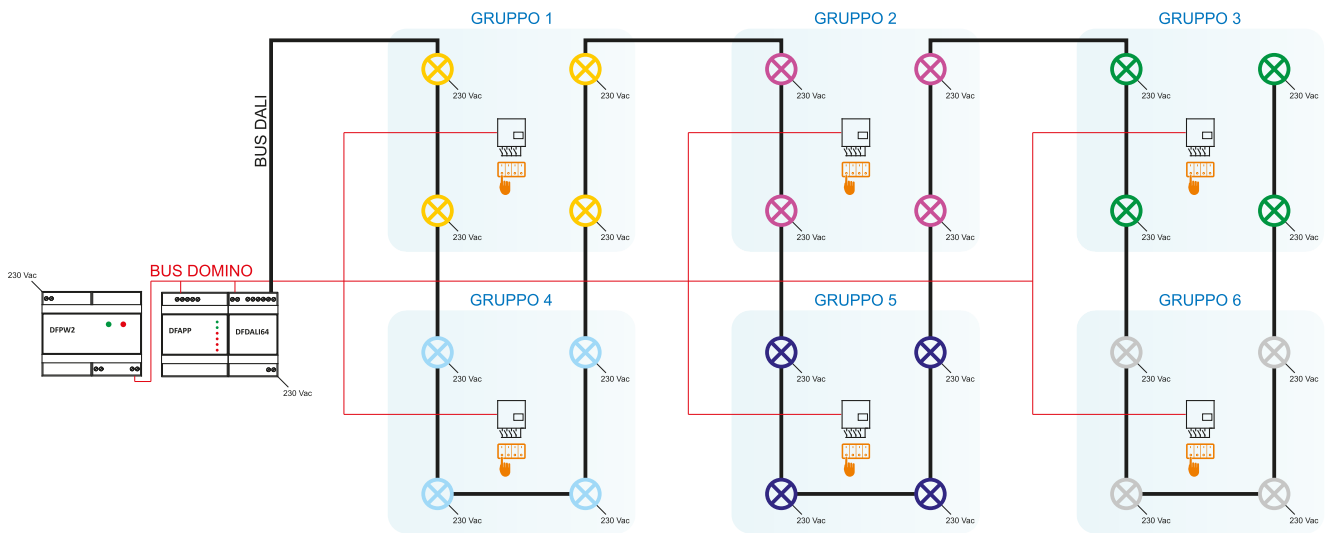 GRUPPO 1
GRUPPO 2
GRUPPO 3
230 Vac
230 Vac
230 Vac
230 Vac
230 Vac
230 Vac
BUS DALI
230 Vac
230 Vac
230 Vac
230 Vac
230 Vac
230 Vac
230 Vac
BUS DOMINO
GRUPPO 4
GRUPPO 5
GRUPPO 6
DFPW2
DFAPP
DFDALI64
230 Vac
230 Vac
230 Vac
230 Vac
230 Vac
230 Vac
230 Vac
230 Vac
230 Vac
230 Vac
230 Vac
230 Vac
230 Vac